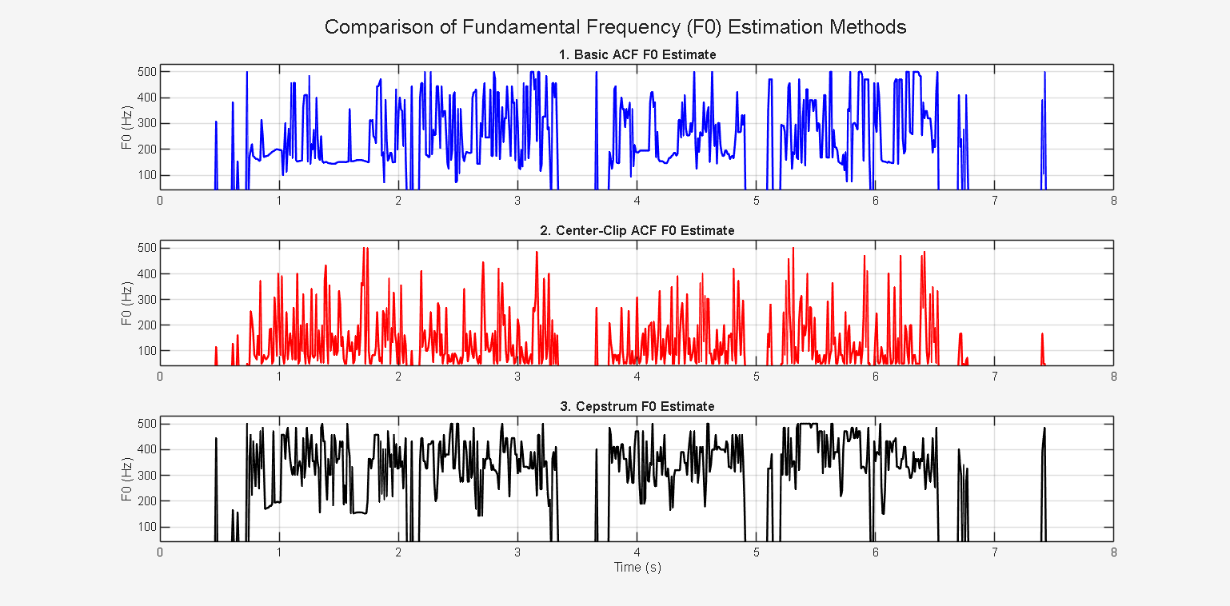 Comparison of Fundamental Frequency (F0) Estimation Methods
1. Basic ACF F0 Estimate
500
400
300
200
100
F0 (Hz)
0 1 2 3 4 5 6 7 8
2. Center-Clip ACF F0 Estimate
500
400
300
200
100
F0 (Hz)
0 1 2 3 4 5 6 7 8
3. Cepstrum F0 Estimate
500
400
300
200
100
F0 (Hz)
0 1 2 3 4 5 6 7 8
Time (s)